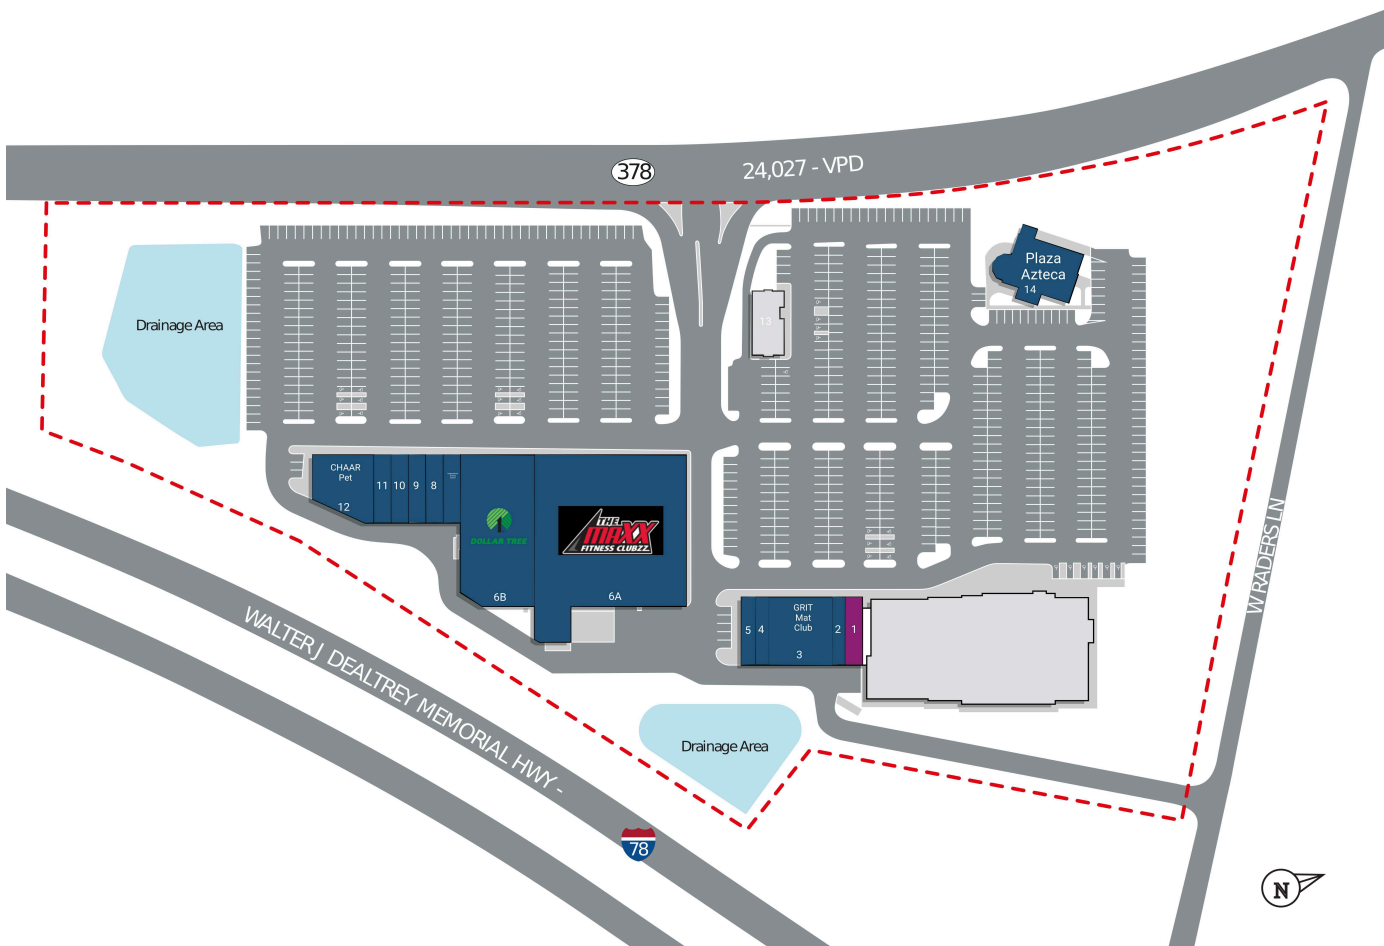 378
24,027 - VPD
Plaza
Azteca
14
13
Drainage Area
CHAAR
Pet
12
11
10
9
8
DOLLAR TREE
6B
THE
MAXX
FITNESS CLUBZZ.
6A
5
4
GRIT
Mat
Club
3
2
1
W RADERS LN
WALTER J DEALTREY MEMORIAL HWY -
78
Drainage Area
N